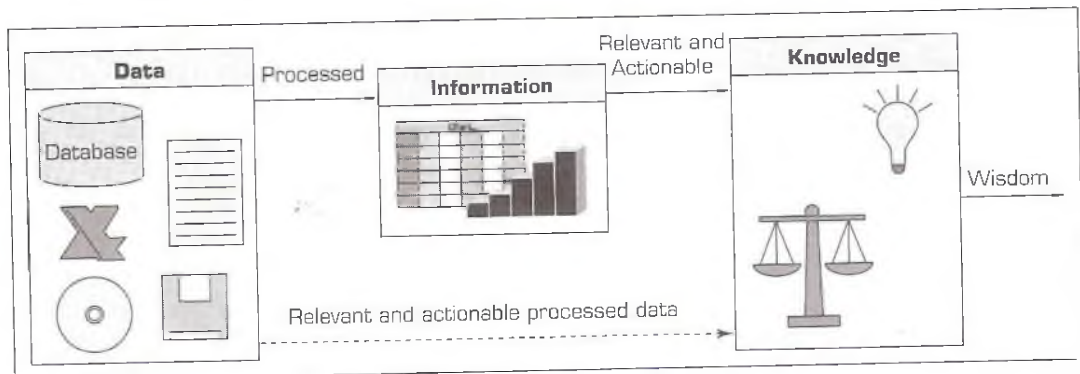 Data
Database
Processed
Information
Relevant and
Actionable
Knowledge
Wisdom
Relevant and actionable processed data